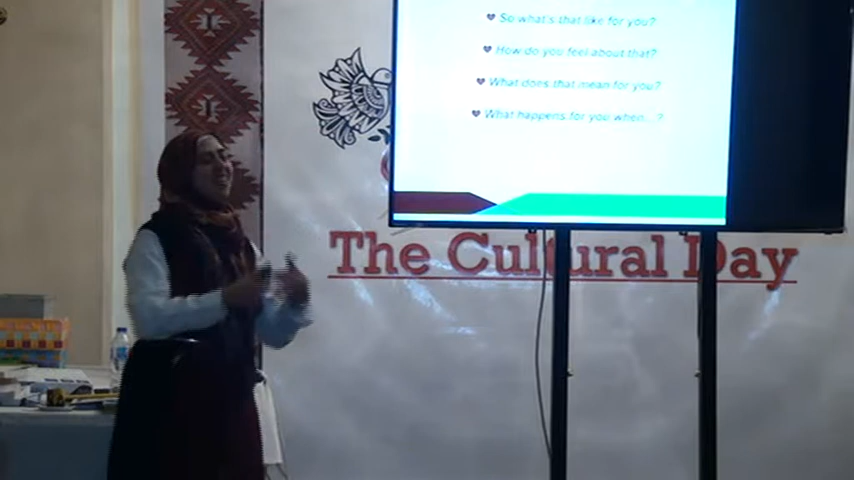 So what's that like for you?
How do you feel about that?
What does that mean for you?
What happens for you when...?
The Cultural Day